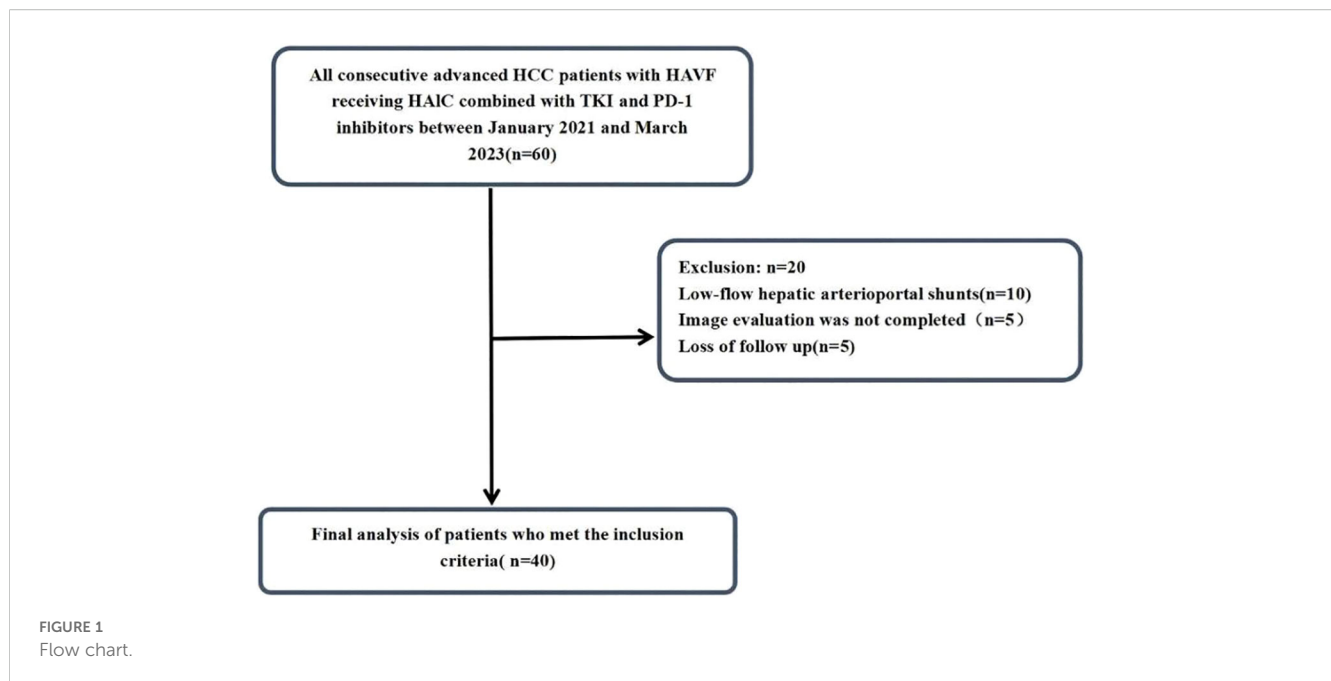 All consecutive advanced HCC patients with HAVF
receiving HAIC combined with TKI and PD-1
inhibitors between January 2021 and March
2023(n=60)
Exclusion: n=20
Low-flow hepatic arterioportal shunts(n=10)
Image evaluation was not completed（n=5）
Loss of follow up(n=5)
Final analysis of patients who met the inclusion
criteria( n=40)
FIGURE 1
Flow chart.